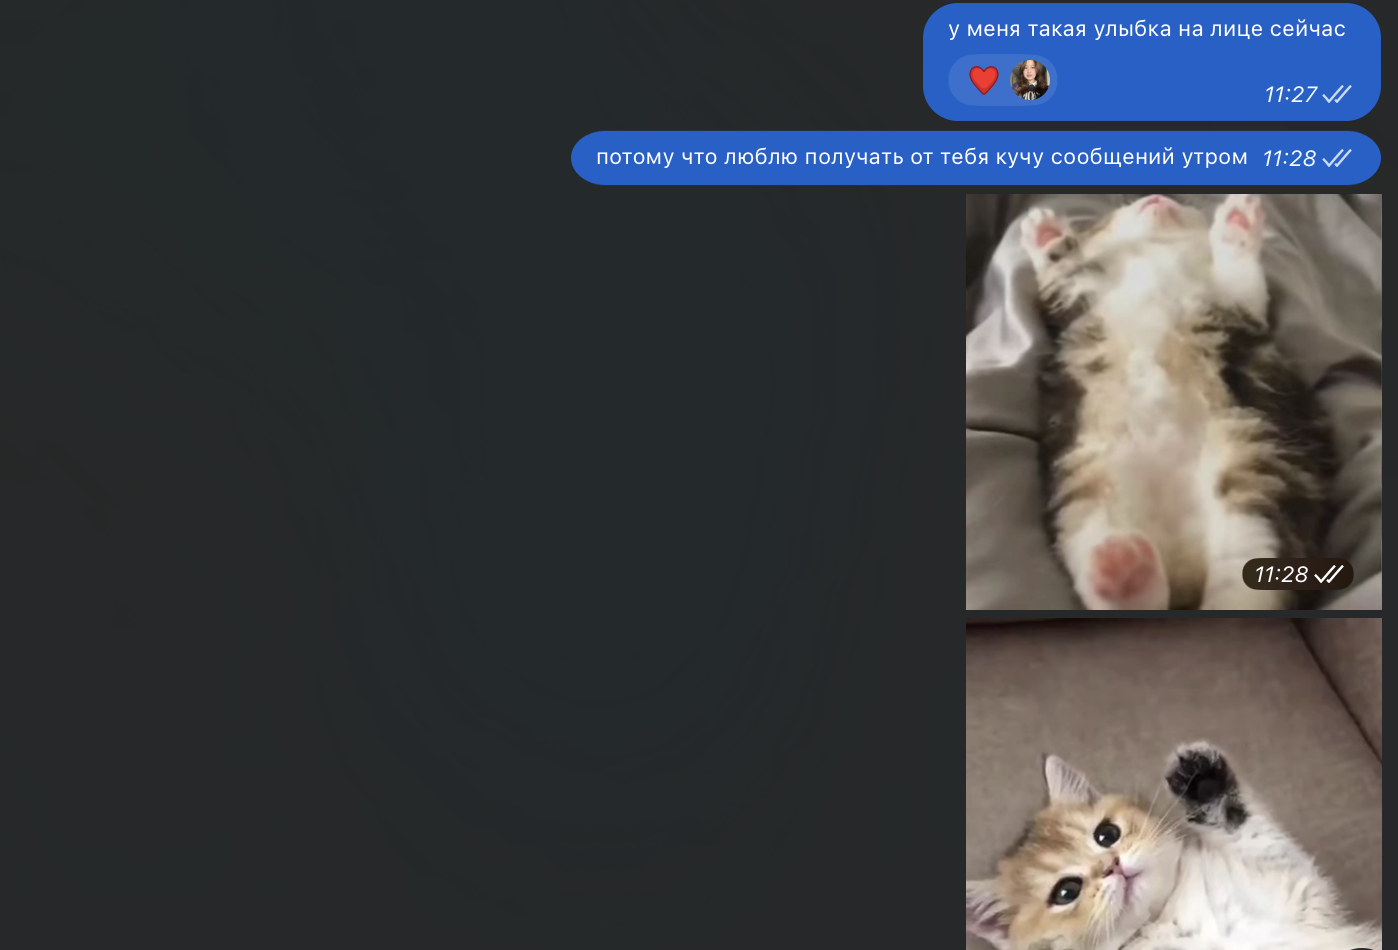 у меня такая улыбка на лице сейчас
11:27
потому что люблю получать от тебя кучу сообщений утром 11:28
11:28